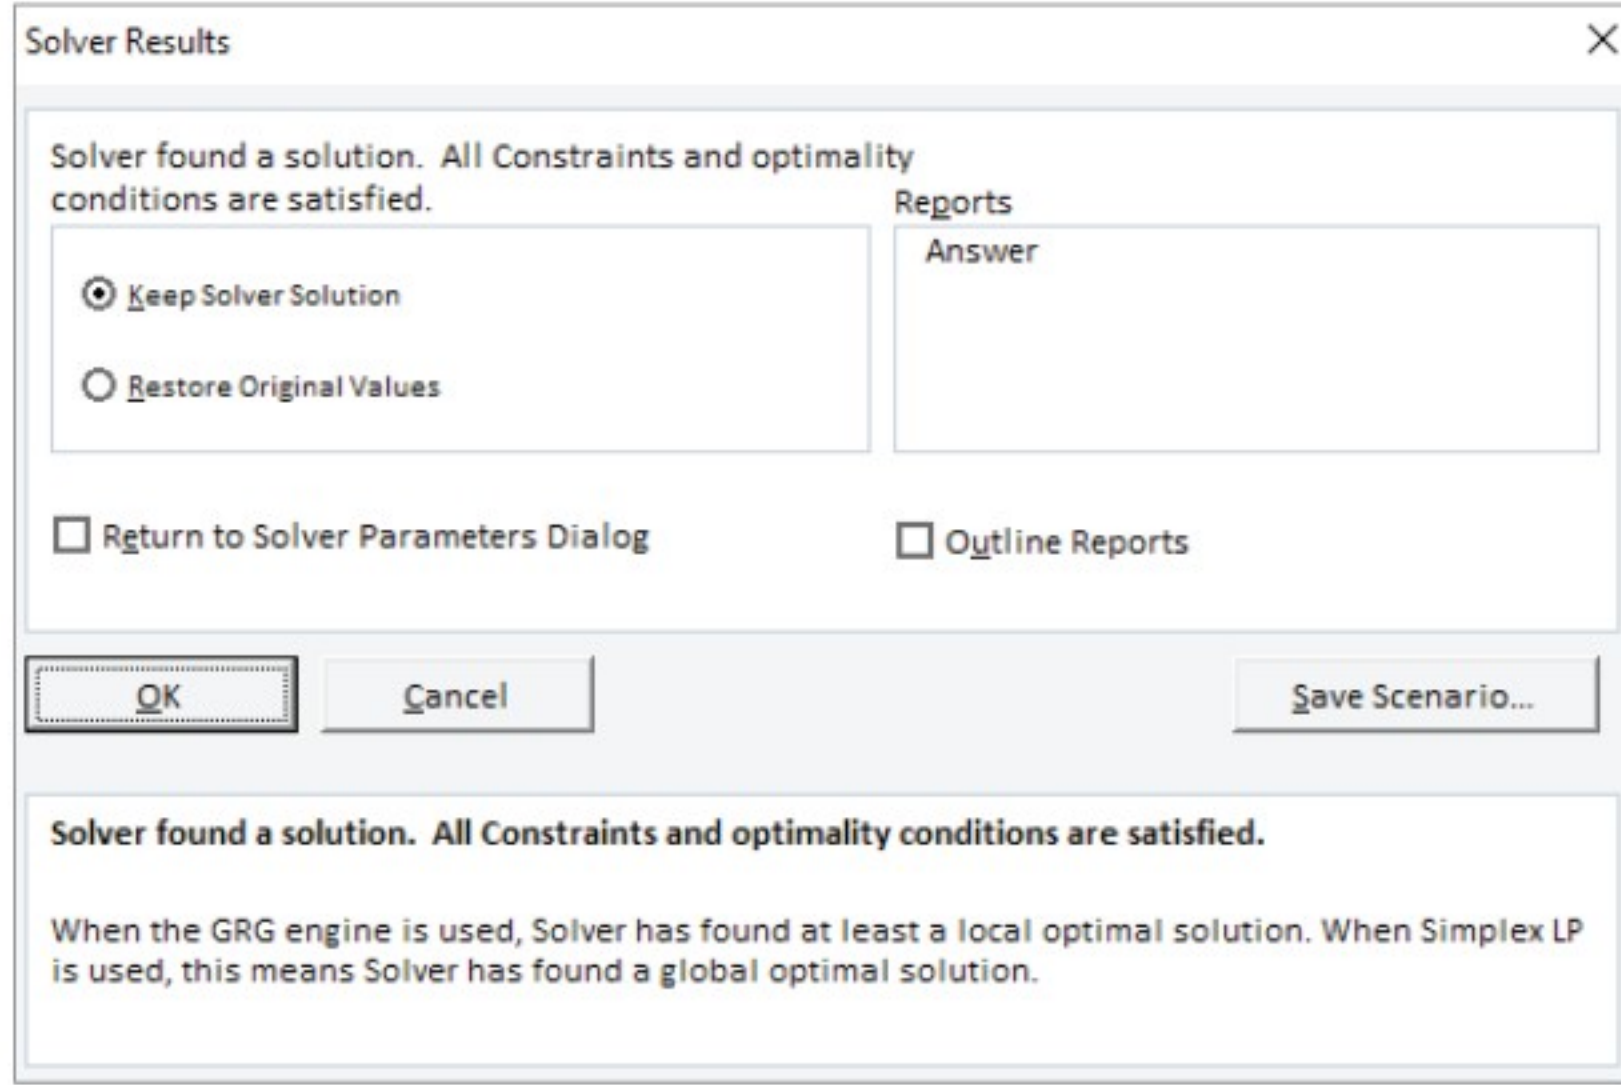 Solver Results
Solver found a solution.  All Constraints and optimality
conditions are satisfied.
Keep Solver Solution
Restore Original Values
Reports
Answer
Return to Solver Parameters Dialog
Outline Reports
OK
Cancel
Save Scenario...
Solver found a solution.  All Constraints and optimality conditions are satisfied.
When the GRG engine is used, Solver has found at least a local optimal solution. When Simplex LP
is used, this means Solver has found a global optimal solution.